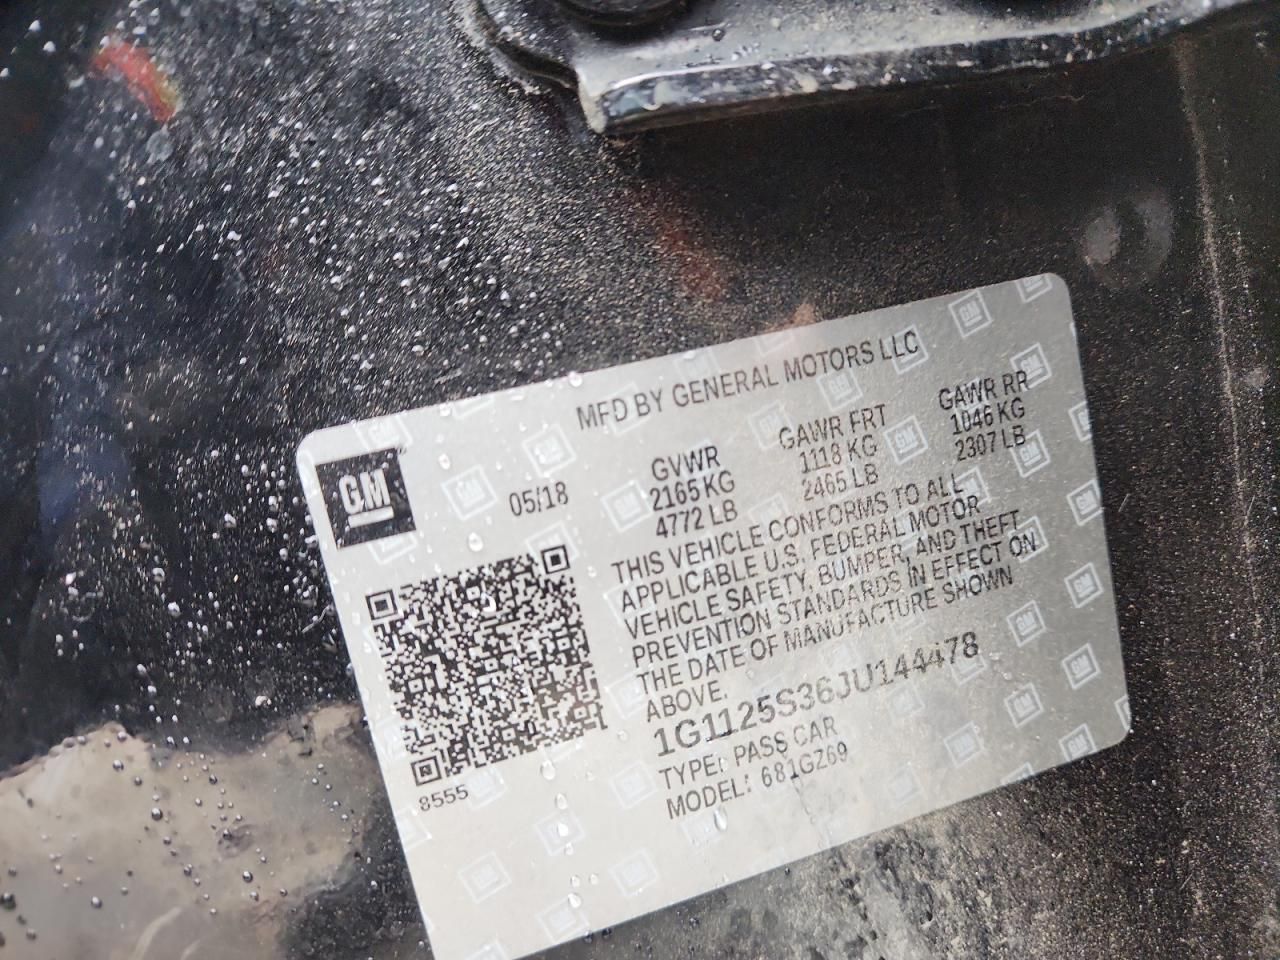 MFD BY GENERAL MOTORS LLC
GM
05/18
GVWR GAWR FRT GAWR RR
2165 KG 1118 KG 1046 KG
4772 LB 2465 LB 2307 LB
THIS VEHICLE CONFORMS TO ALL
APPLICABLE U.S. FEDERAL MOTOR
VEHICLE SAFETY, BUMPER, AND THEFT
PREVENTION STANDARDS IN EFFECT ON
THE DATE OF MANUFACTURE SHOWN
ABOVE.
1G1125S36JU144478
TYPE: PASS CAR
MODEL: 681GZ69
8555